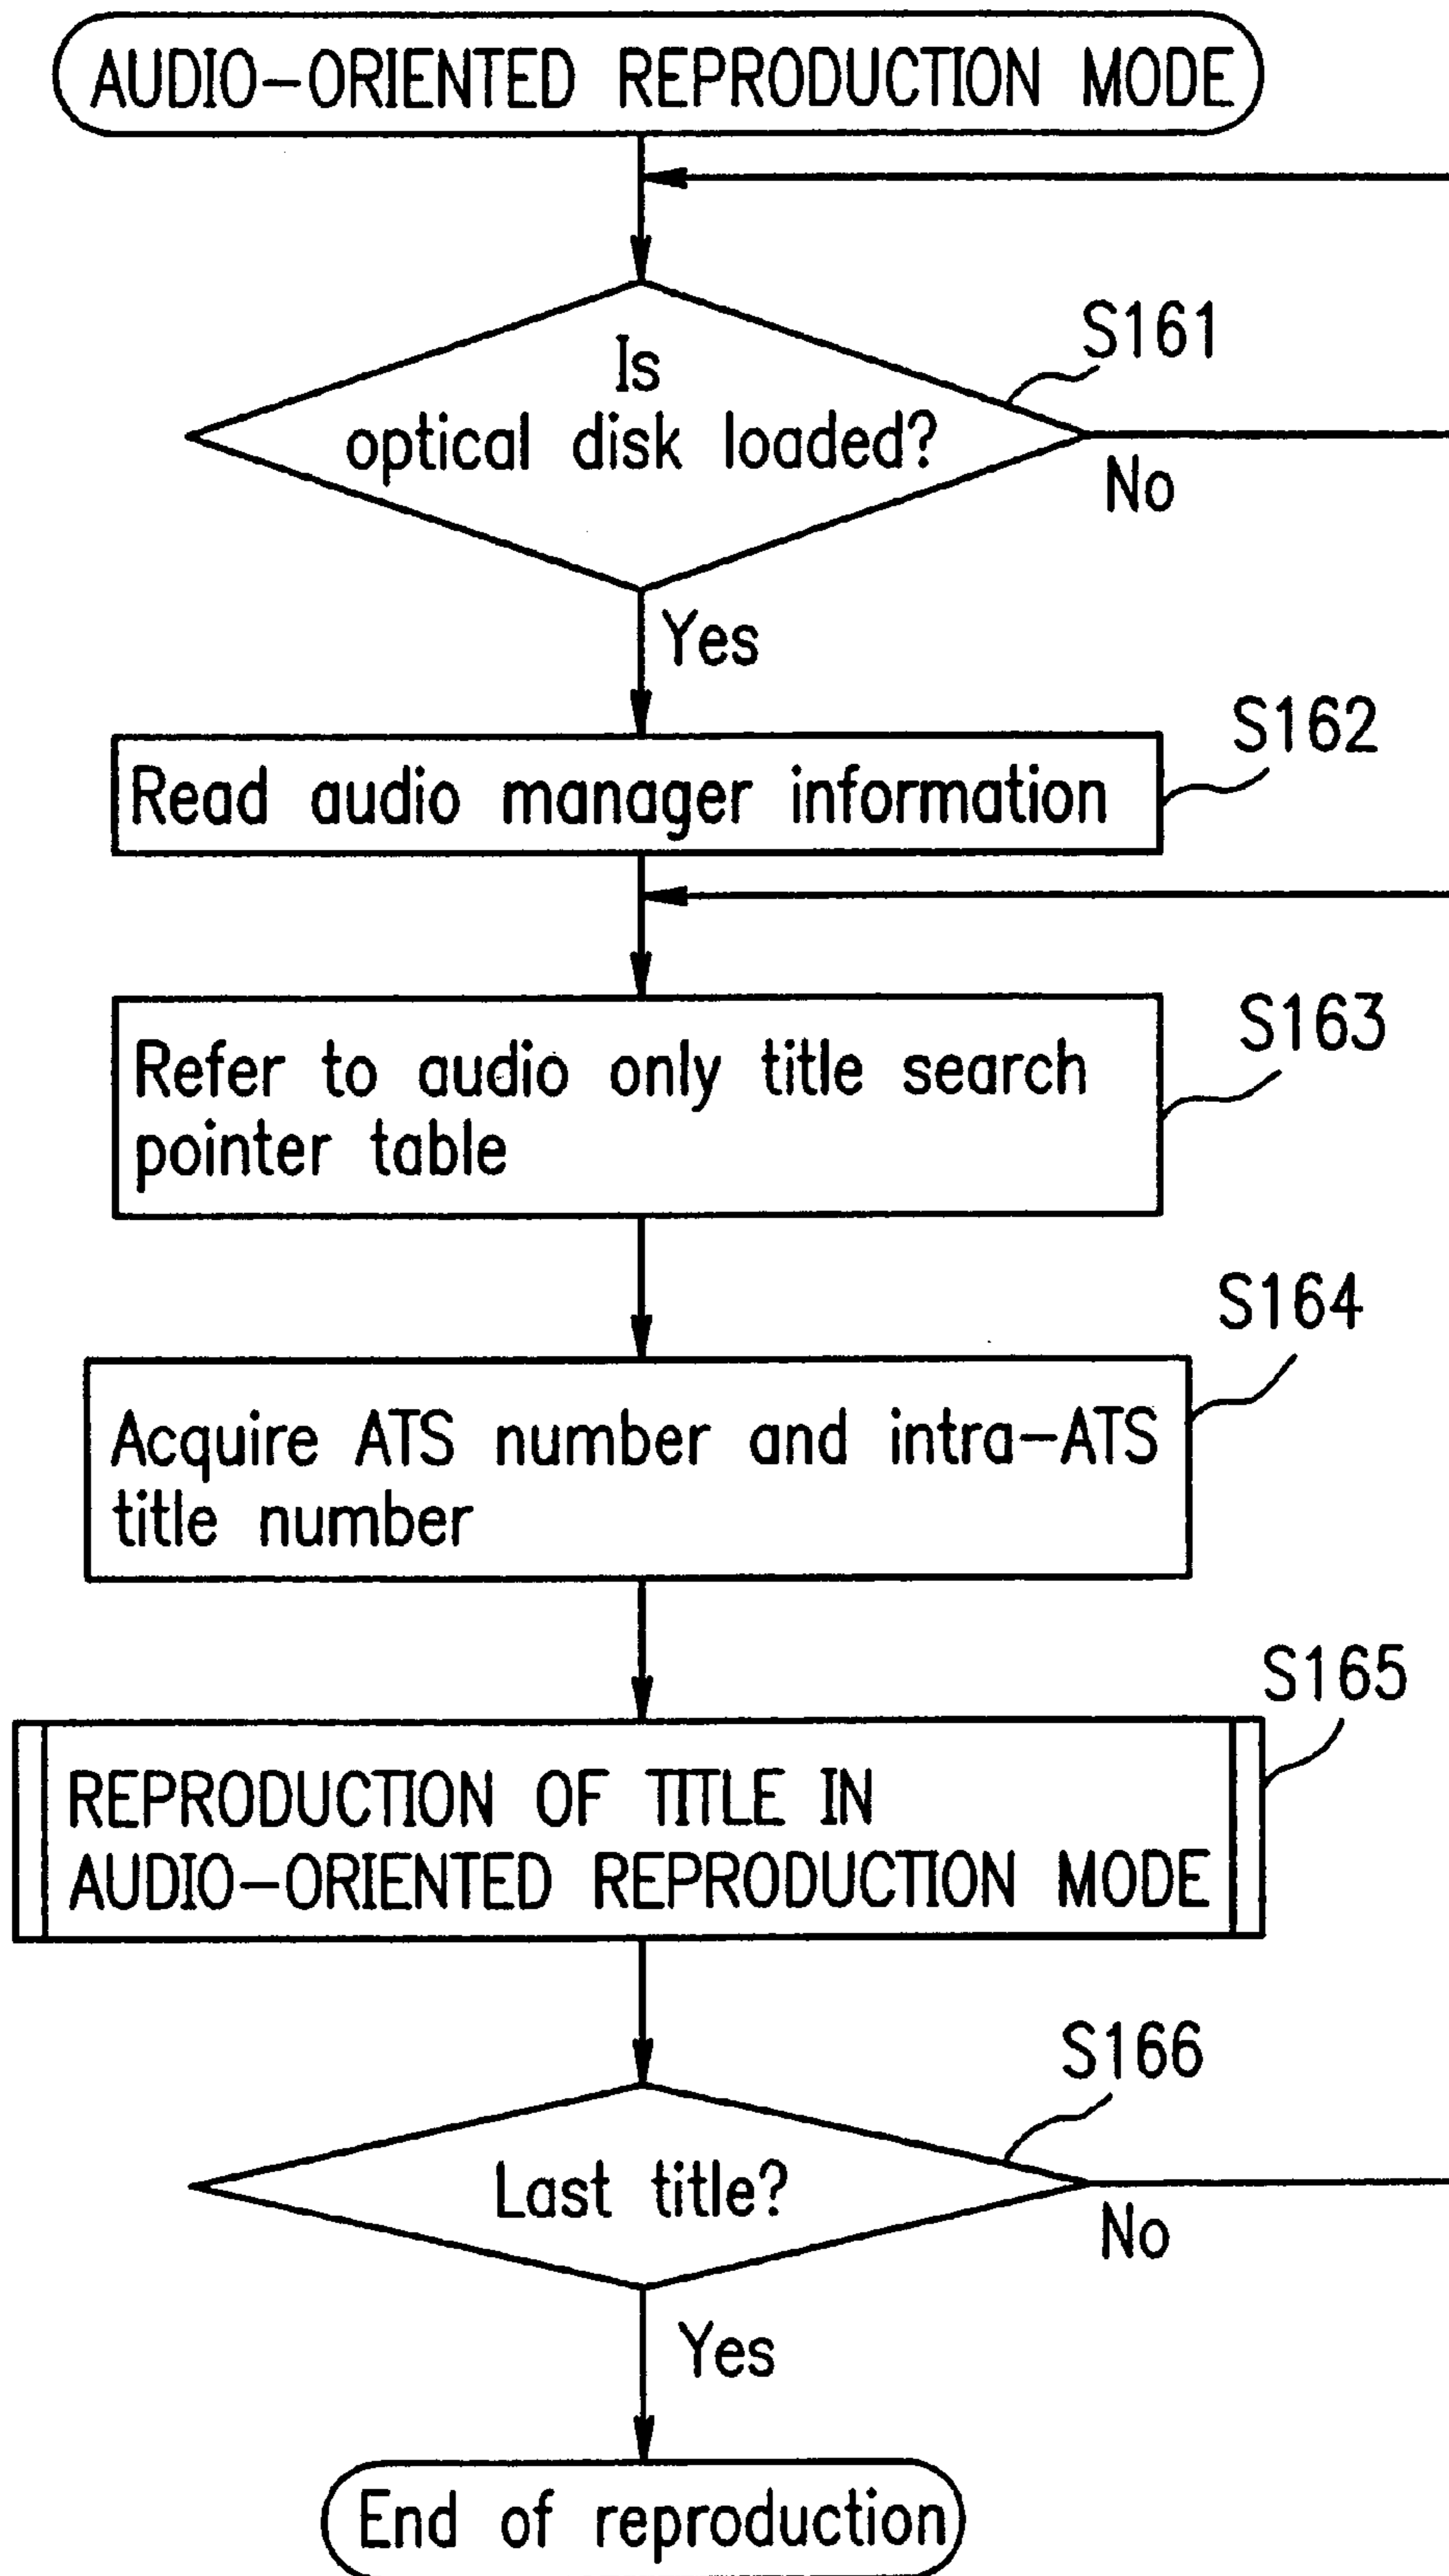 AUDIO-ORIENTED REPRODUCTION MODE
Is
optical disk loaded?
S161
No
Yes
S162
Read audio manager information
S163
Refer to audio only title search
pointer table
S164
Acquire ATS number and intra-ATS
title number
S165
REPRODUCTION OF TITLE IN
AUDIO-ORIENTED REPRODUCTION MODE
S166
Last title?
No
Yes
End of reproduction